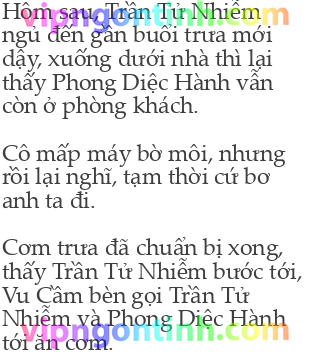 Hôm sau, Trần Tử Nhiễm
vipngontinh.com
ngủ đến gần buổi trưa mới
dậy, xuống dưới nhà thì lại
thấy Phong Diệc Hành vẫn
còn ở phòng khách.
Cô mấp máy bờ môi, nhưng
rồi lại nghĩ, tạm thời cứ bơ
anh ta đi.
Cơm trưa đã chuẩn bị xong,
thấy Trần Tử Nhiễm bước tới,
Vu Cầm bèn gọi Trần Tử
Nhiễm và Phong Diệc Hành
vipngontinh.com
tới ăn cơm.